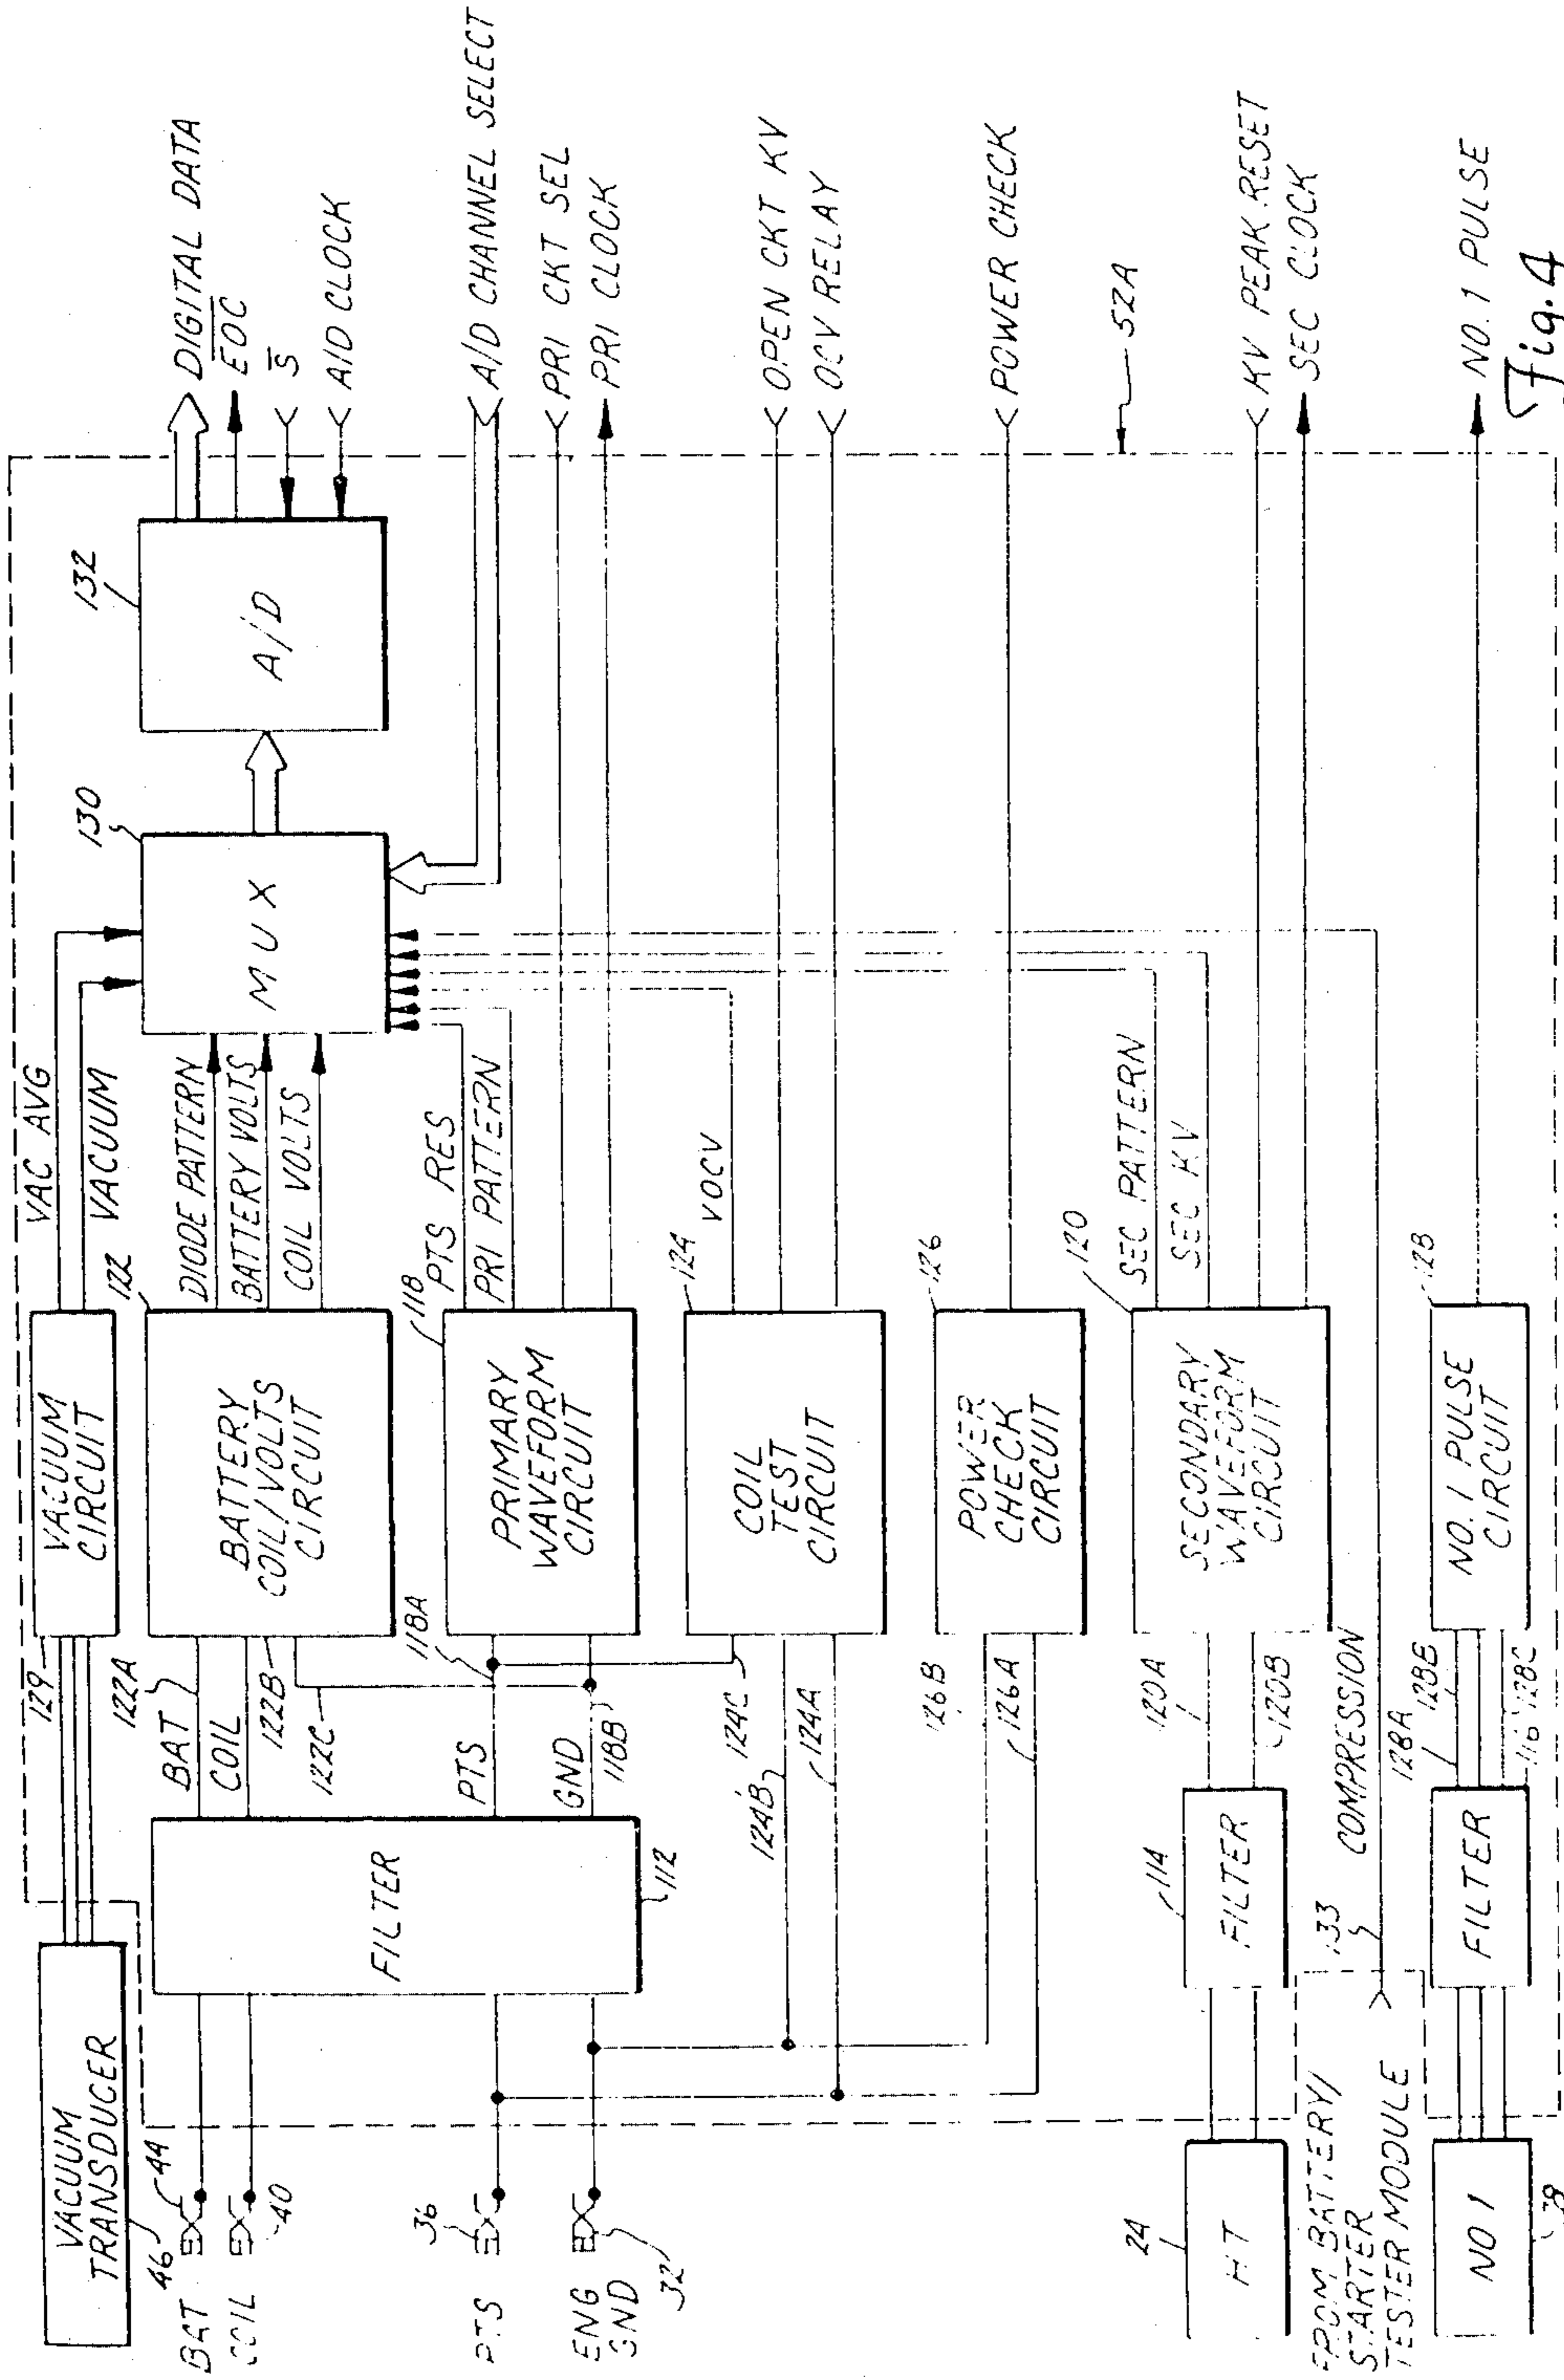 VACUUM
TRANSDUCER
46
BAT
44
COIL
40
PTS
36
ENG
GND
32
24
HT
FROM BATTERY/
STARTER
TESTER MODULE
NO 1
FILTER
112
114
FILTER
133
COMPRESSION
FILTER
116
129
122A
BAT
COIL
122B
122C
PTS
118A
GND
118B
124B
124C
124A
126B
126A
120A
120B
128A
128B
128C
VACUUM
CIRCUIT
BATTERY
COIL/VOLTS
CIRCUIT
122
PRIMARY
WAVEFORM
CIRCUIT
118
COIL
TEST
CIRCUIT
124
POWER
CHECK
CIRCUIT
126
SECONDARY
WAVEFORM
CIRCUIT
120
NO. 1 PULSE
CIRCUIT
128
VAC AVG
VACUUM
DIODE PATTERN
BATTERY VOLTS
COIL VOLTS
PTS RES
PRI PATTERN
VOCV
SEC PATTERN
SEC KV
130
MUX
132
A/D
DIGITAL DATA
EOC
S
A/D CLOCK
A/D CHANNEL SELECT
PRI CKT SEL
PRI CLOCK
OPEN CKT KV
OCV RELAY
POWER CHECK
52A
KV PEAK RESET
SEC CLOCK
NO. 1 PULSE
Fig. 4